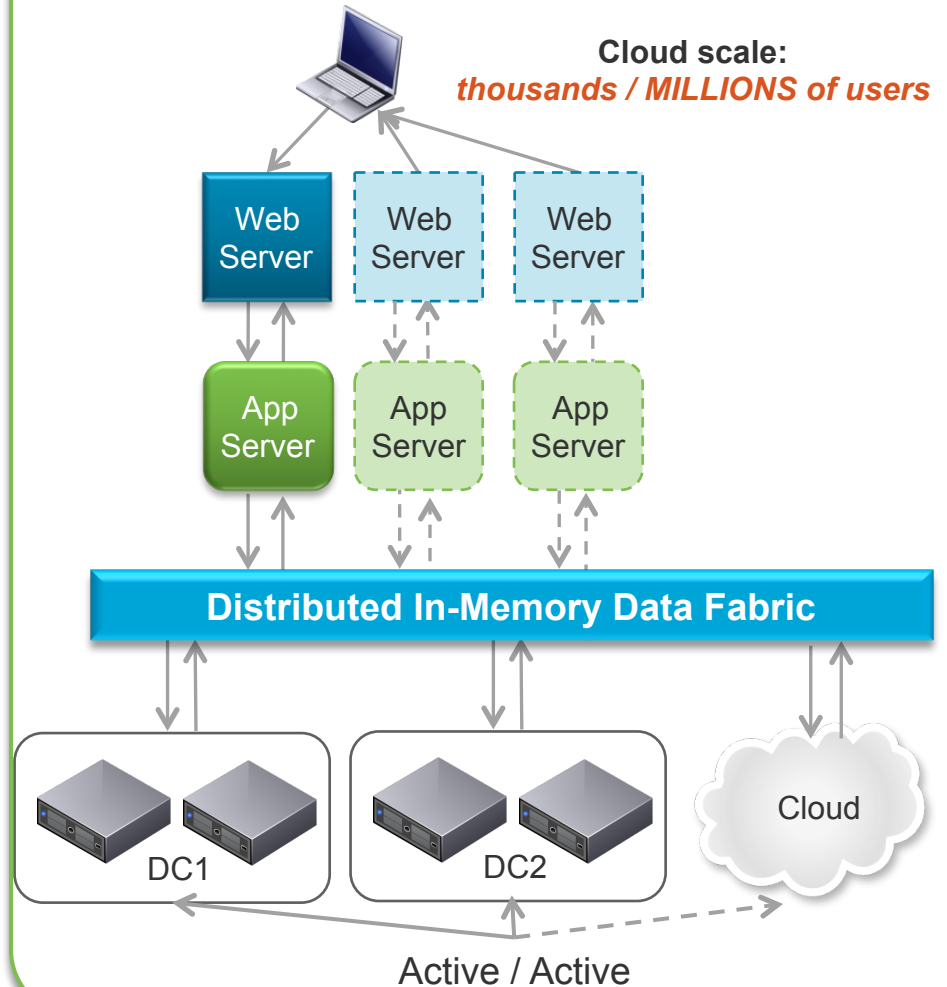 Cloud scale:
thousands / MILLIONS of users
Web
Server
Web
Server
Web
Server
App
Server
App
Server
App
Server
Distributed In-Memory Data Fabric
DC1
DC2
Cloud
Active / Active